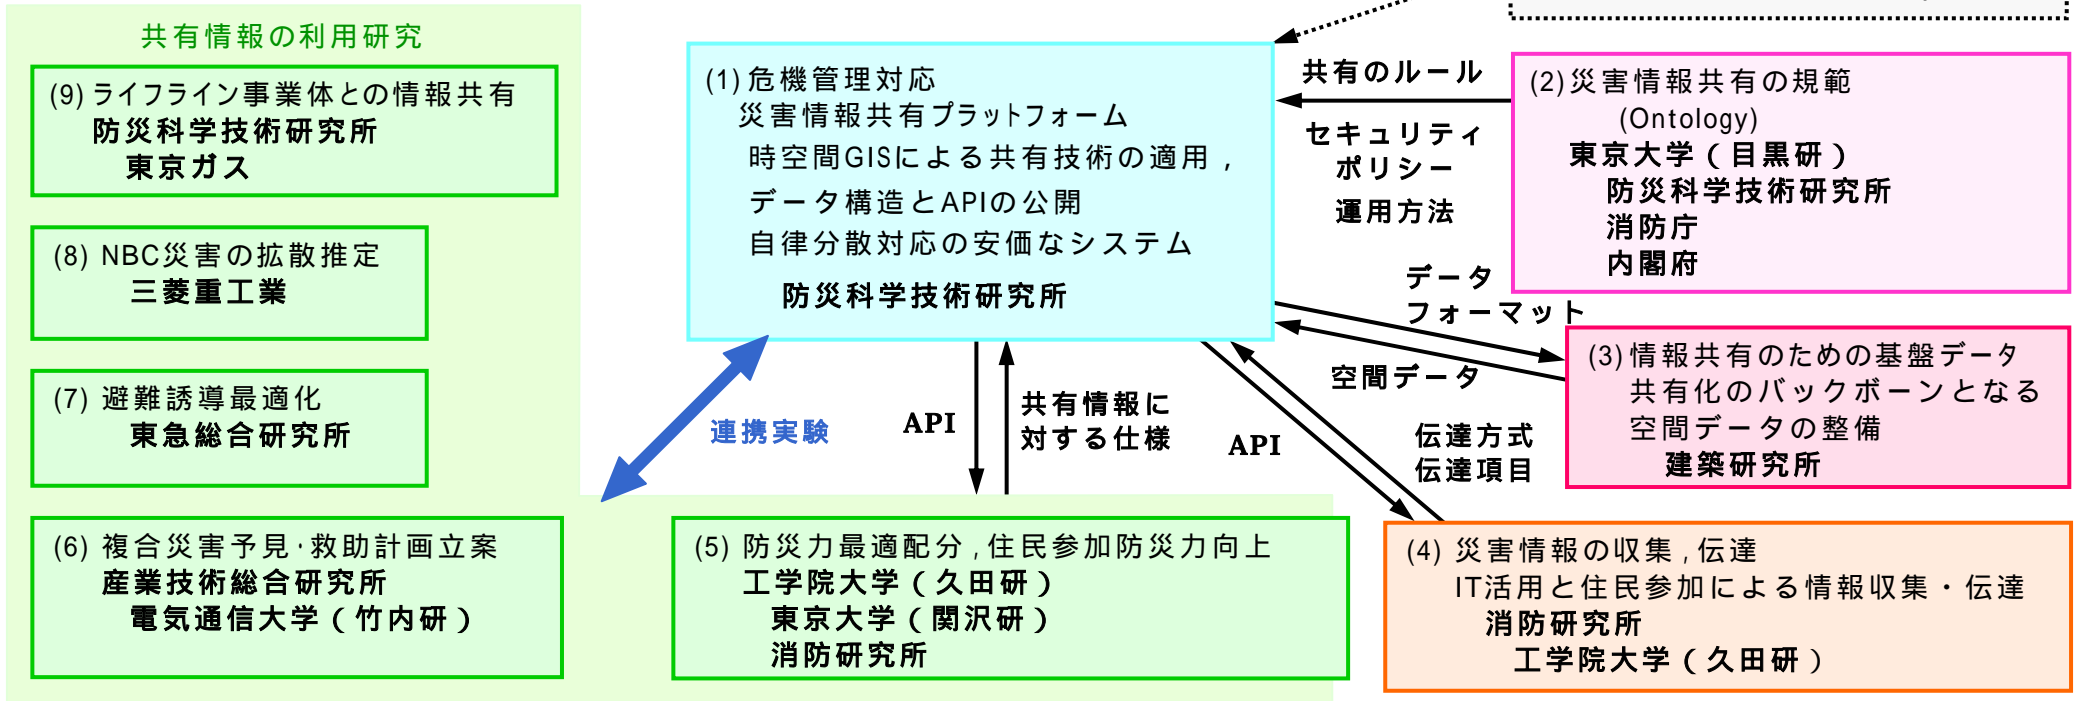 共有情報の利用研究
(9)ライフライン事業体との情報共有
防災科学技術研究所
東京ガス
(8) NBC災害の拡散推定
三菱重工業
(7) 避難誘導最適化
東急総合研究所
(6) 複合災害予見・救助計画立案
産業技術総合研究所
電気通信大学（竹内研）
(1)危機管理対応
災害情報共有プラットフォーム
時空間GISによる共有技術の適用，
データ構造とAPIの公開
自律分散対応の安価なシステム
防災科学技術研究所
共有のルール
セキュリティ
ポリシー
運用方法
(2)災害情報共有の規範
(Ontology)
東京大学（目黒研）
防災科学技術研究所
消防庁
内閣府
データ
フォーマット
空間データ
(3)情報共有のための基盤データ
共有化のバックボーンとなる
空間データの整備
建築研究所
連携実験
API
共有情報に
対する仕様
API
伝達方式
伝達項目
(5) 防災力最適配分，住民参加防災力向上
工学院大学（久田研）
東京大学（関沢研）
消防研究所
(4) 災害情報の収集，伝達
IT活用と住民参加による情報収集・伝達
消防研究所
工学院大学（久田研）